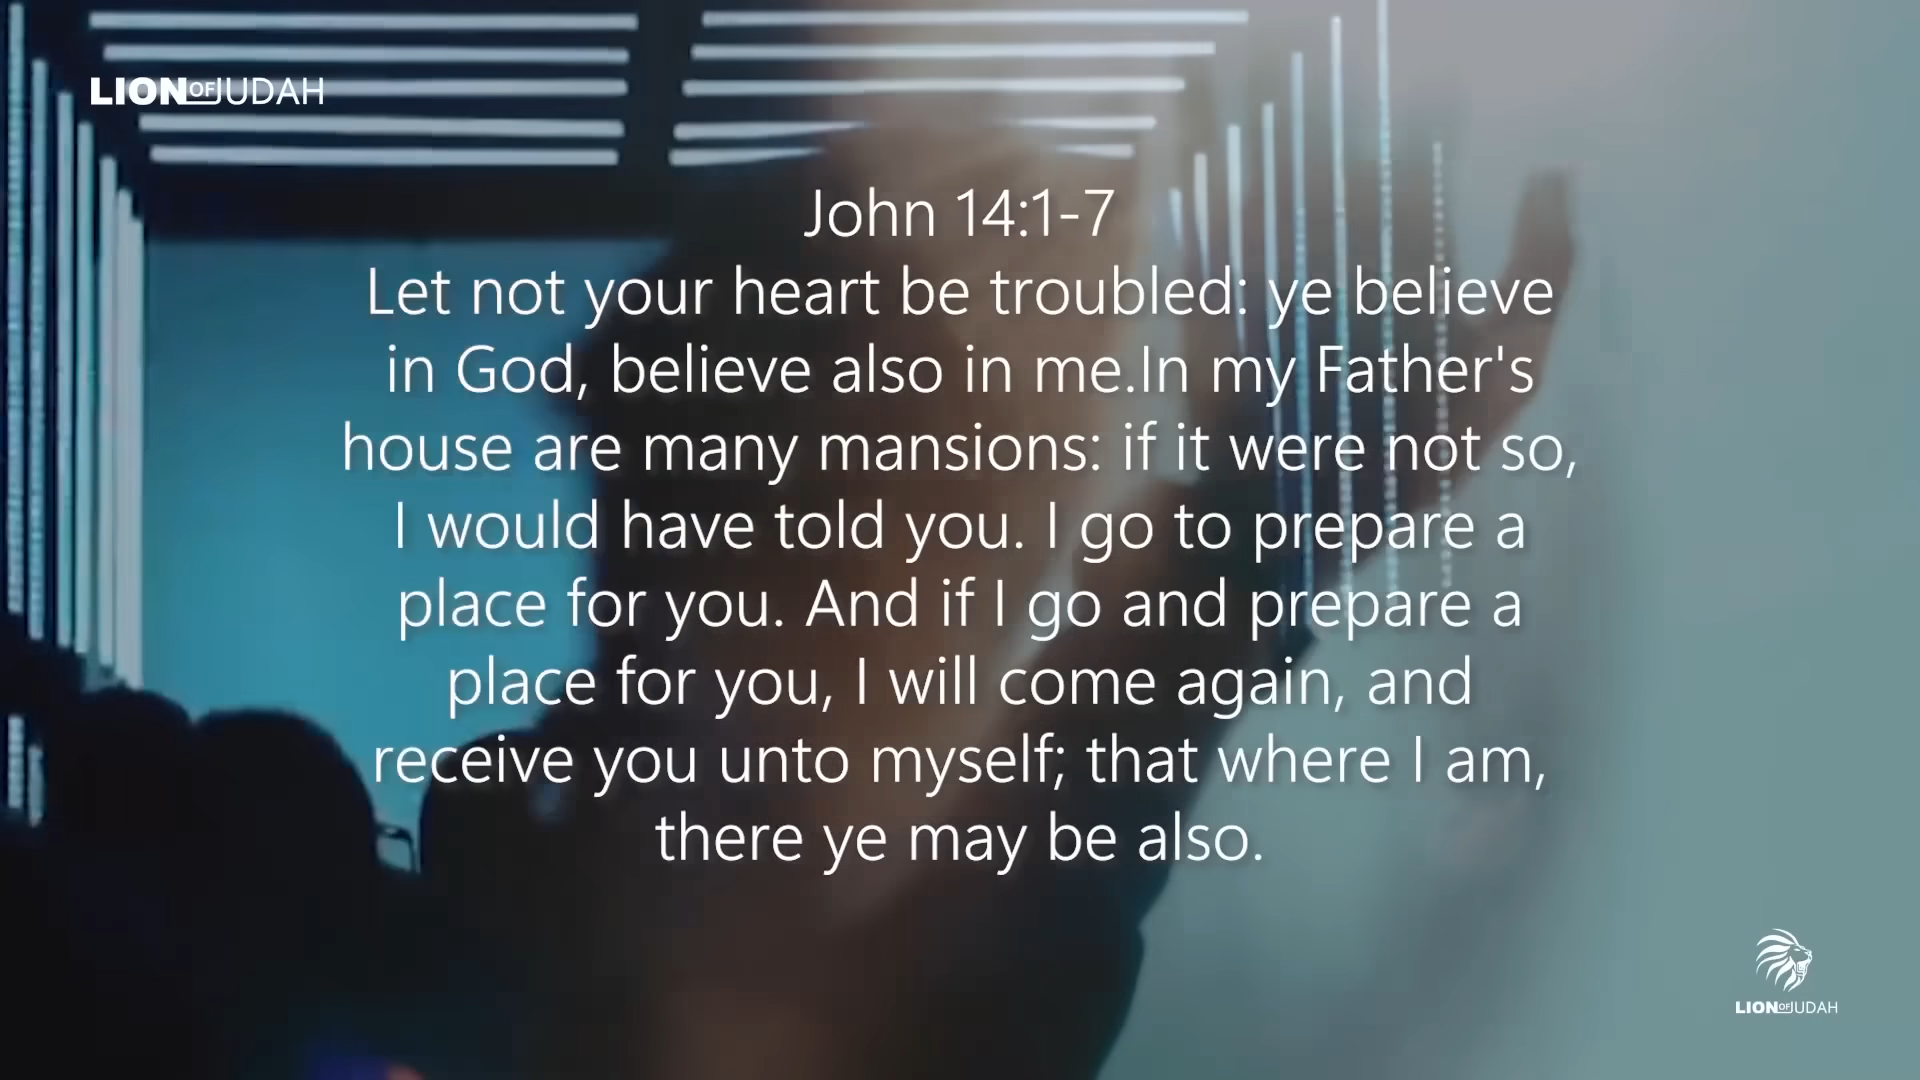 LIONOFJUDAH
John 14:1-7
Let not your heart be troubled: ye believe
in God, believe also in me.In my Father's
house are many mansions: if it were not so,
I would have told you. I go to prepare a
place for you. And if I go and prepare a
place for you, I will come again, and
receive you unto myself; that where I am,
there ye may be also.
LIONOFJUDAH